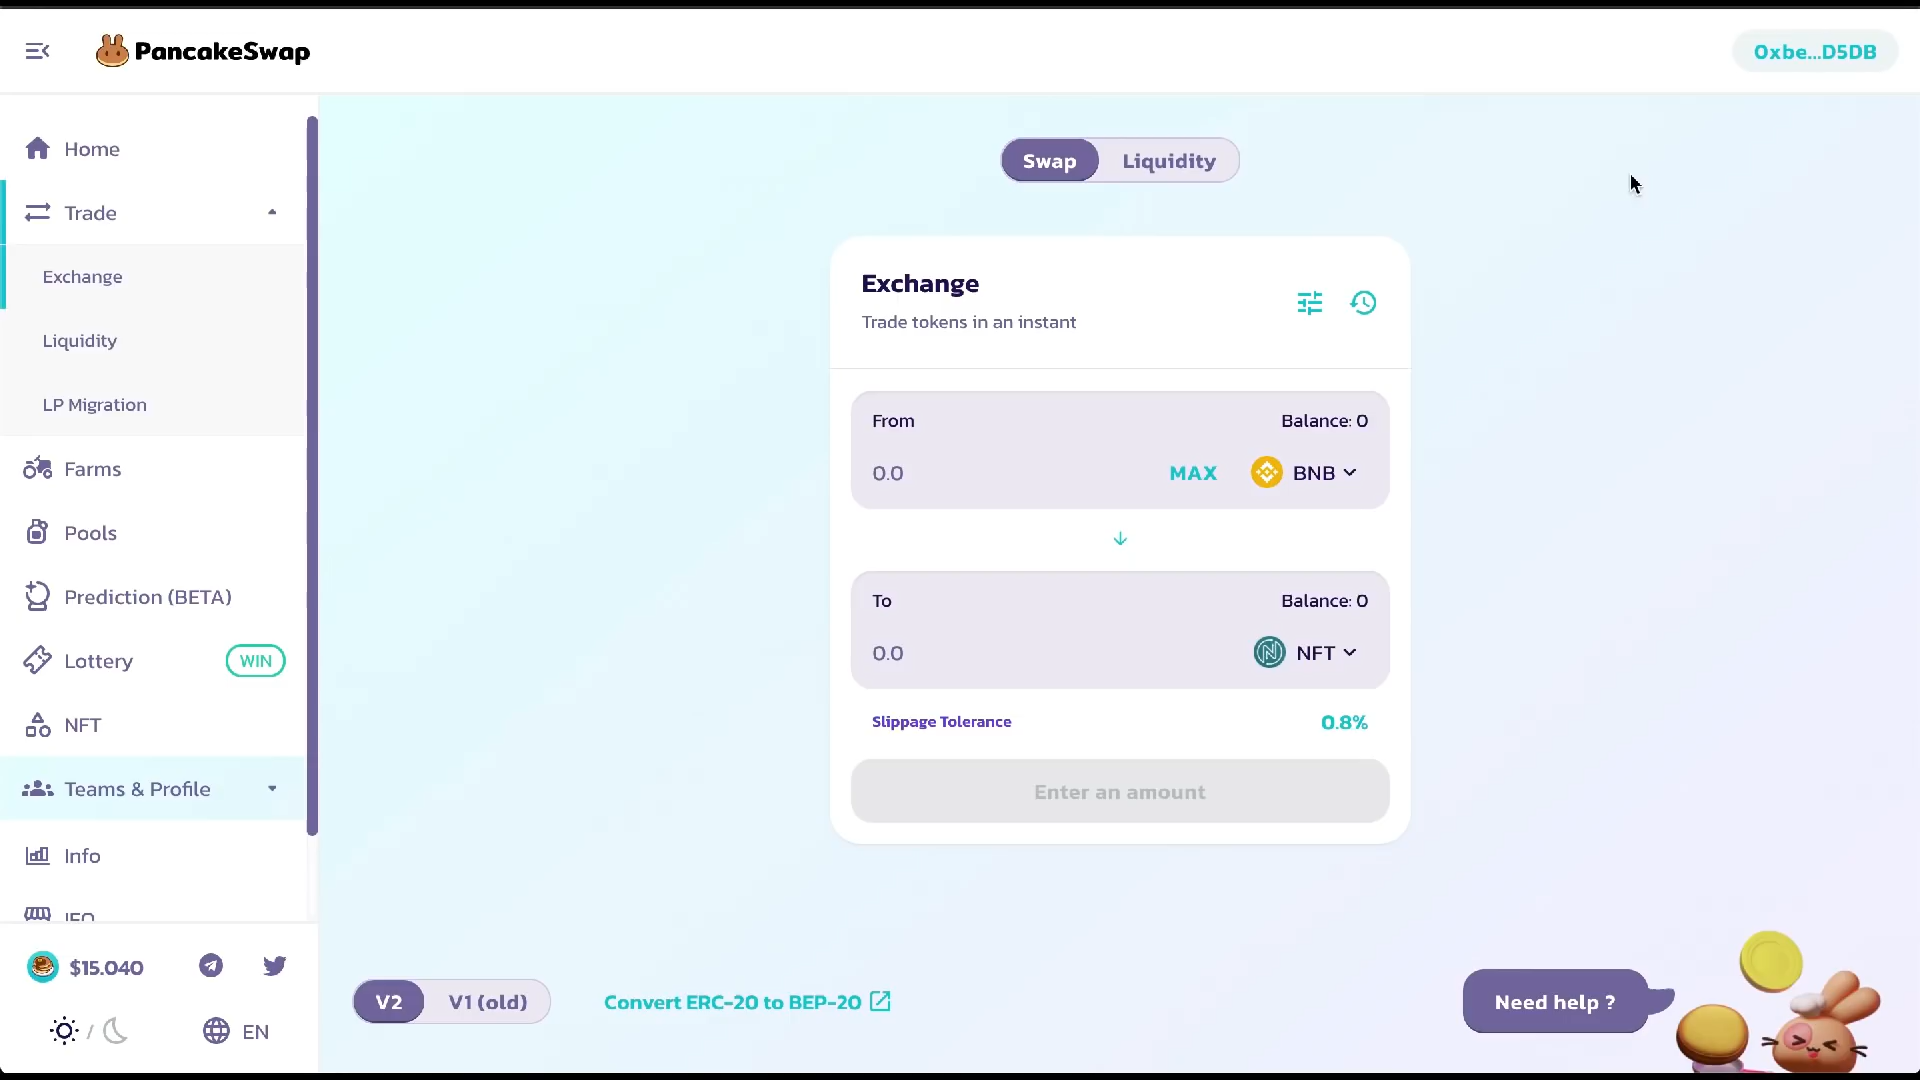 PancakeSwap
0xbe...D5DB
Home
Trade
Exchange
Liquidity
LP Migration
Farms
Pools
Prediction (BETA)
Lottery
WIN
NFT
Teams & Profile
Info
IFO
$15.040
EN
Swap
Liquidity
Exchange
Trade tokens in an instant
From
Balance: 0
0.0
MAX
BNB
To
Balance: 0
0.0
NFT
Slippage Tolerance
0.8%
Enter an amount
V2
V1 (old)
Convert ERC-20 to BEP-20
Need help ?